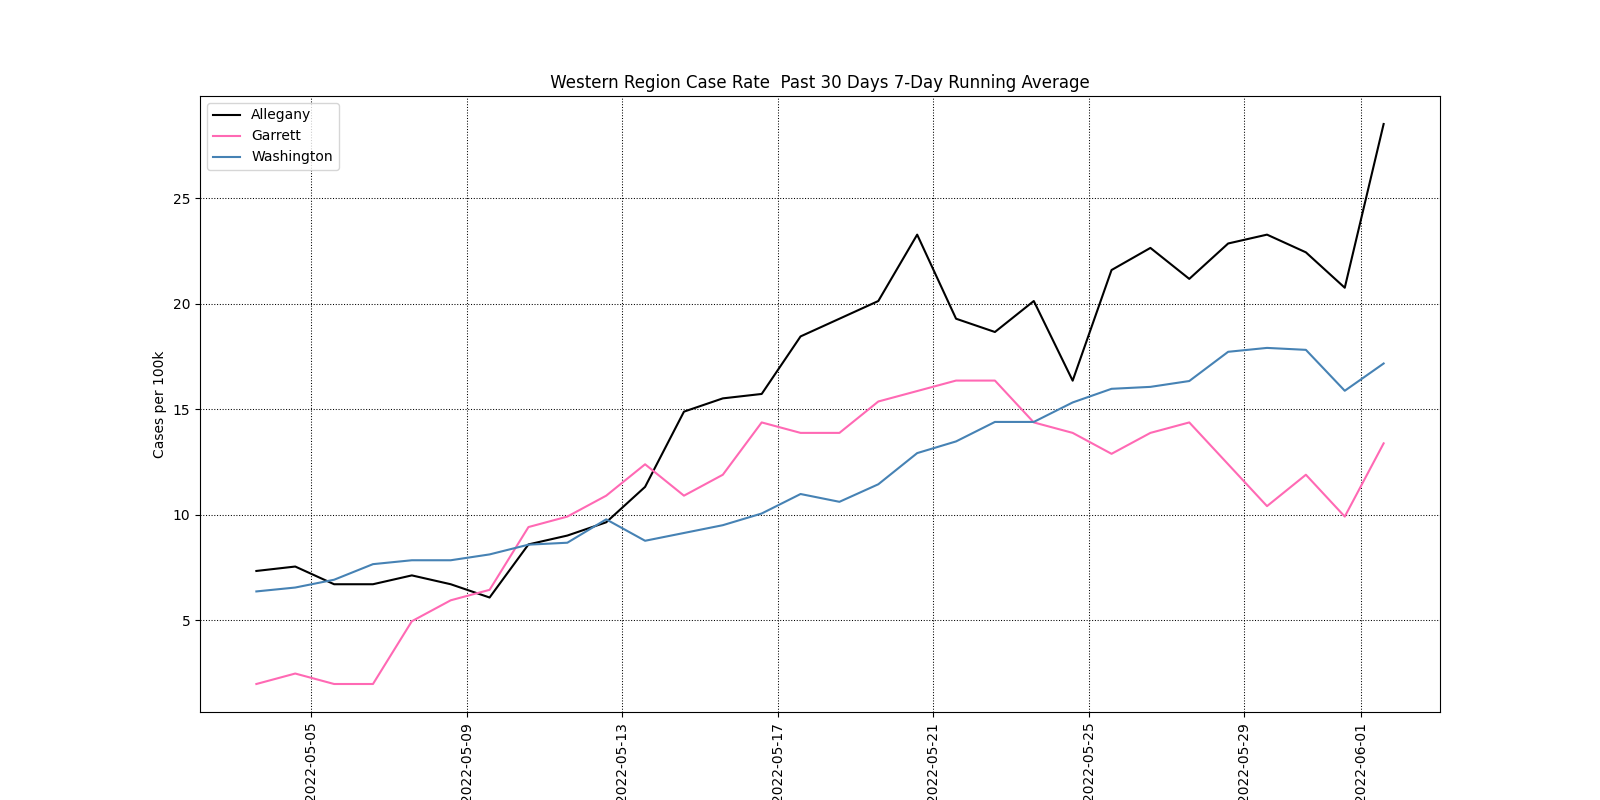 Western Region Case Rate  Past 30 Days 7-Day Running Average
Allegany
Garrett
Washington
25
20
15
10
5
Cases per 100k
2022-05-05
2022-05-09
2022-05-13
2022-05-17
2022-05-21
2022-05-25
2022-05-29
2022-06-01